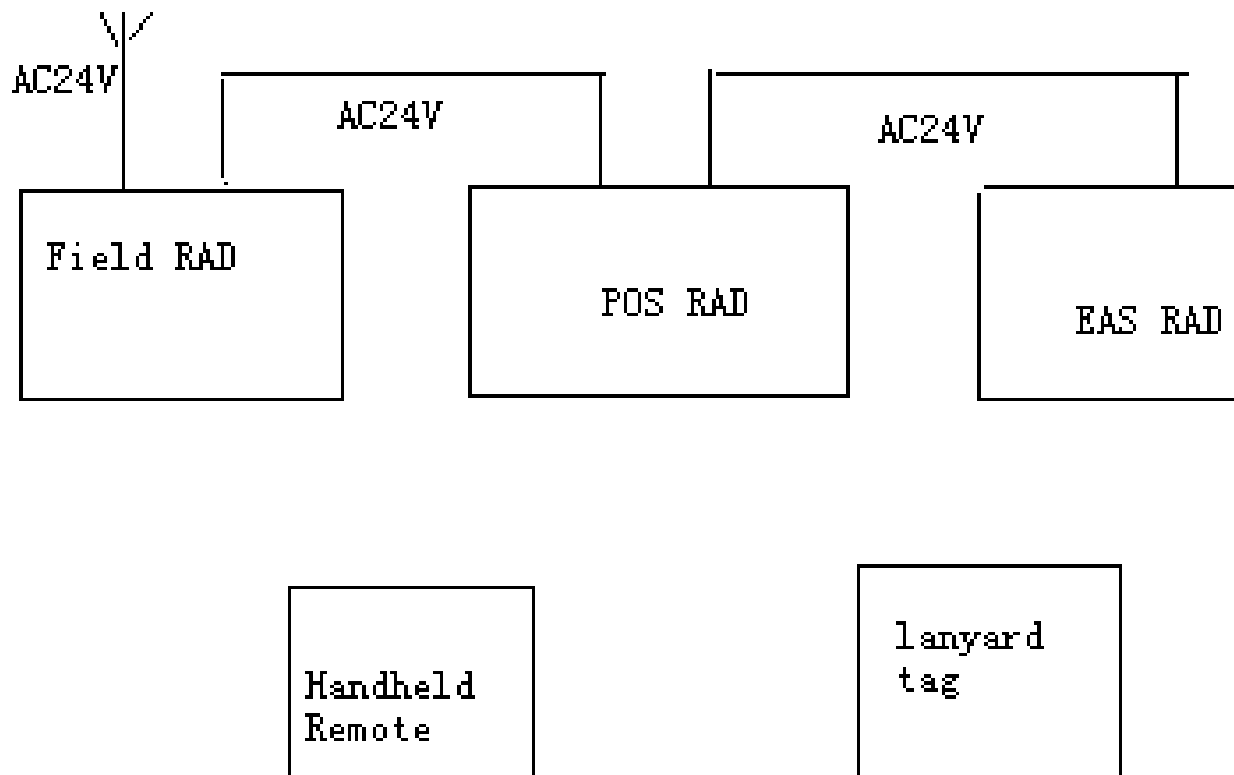 AC24V
AC24V
AC24V
Field RAD
POS RAD
EAS RAD
lanyard
tag
Handheld
Remote